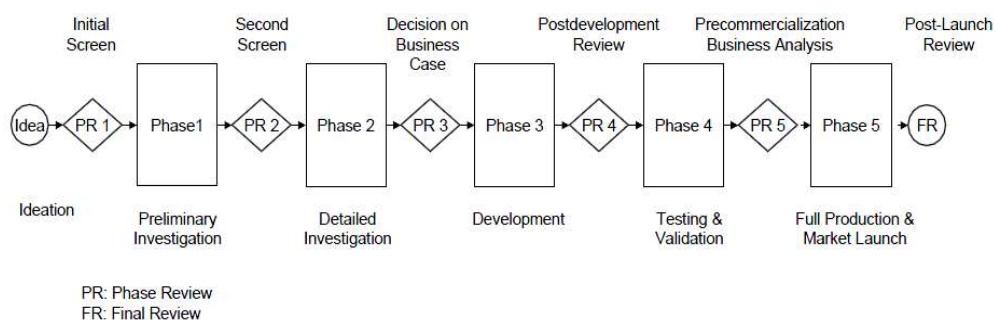 Initial
Screen
Second
Screen
Decision on
Business
Case
Postdevelopment
Review
Precommercialization
Business Analysis
Post-Launch
Review
Idea
PR 1
Phase1
PR 2
Phase 2
PR 3
Phase 3
PR 4
Phase 4
PR 5
Phase 5
FR
Ideation
Preliminary
Investigation
Detailed
Investigation
Development
Testing &
Validation
Full Production &
Market Launch
PR: Phase Review
FR: Final Review